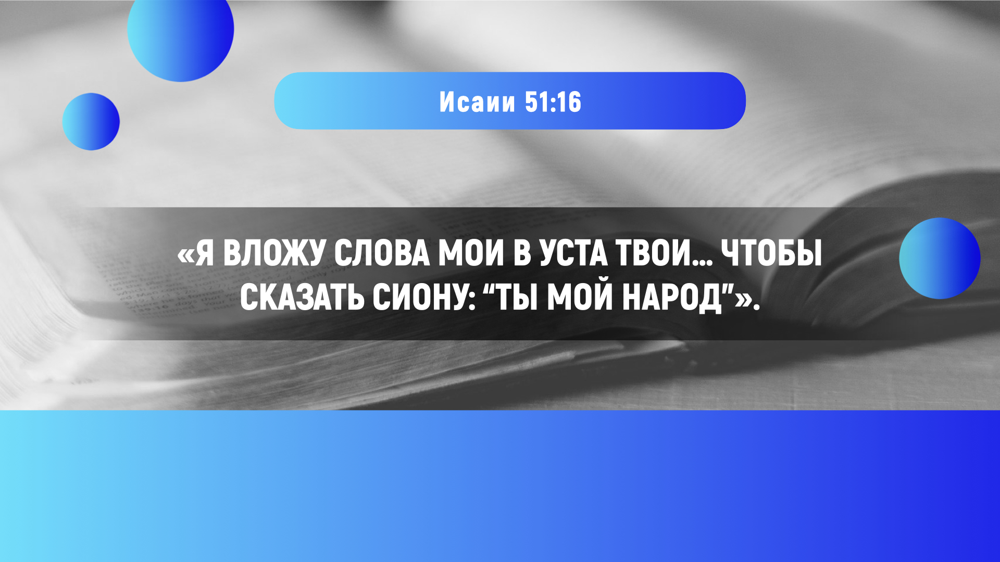 Исаии 51:16
«Я ВЛОЖУ СЛОВА МОИ В УСТА ТВОИ... ЧТОБЫ
СКАЗАТЬ СИОНУ: “ТЫ МОЙ НАРОД”».